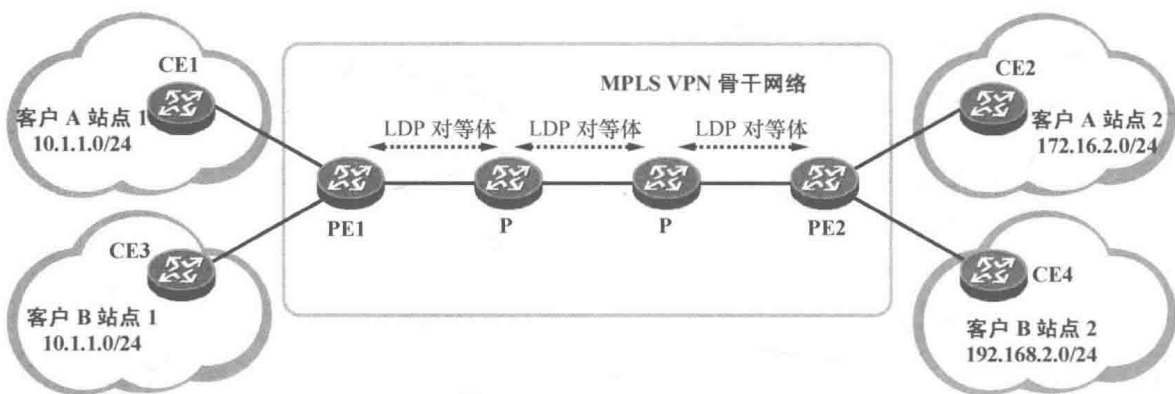 CE1
客户 A 站点 1
10.1.1.0/24
MPLS VPN 骨干网络
CE2
客户 A 站点 2
172.16.2.0/24
LDP 对等体
LDP 对等体
LDP 对等体
PE1
P
P
PE2
CE3
客户 B 站点 1
10.1.1.0/24
CE4
客户 B 站点 2
192.168.2.0/24